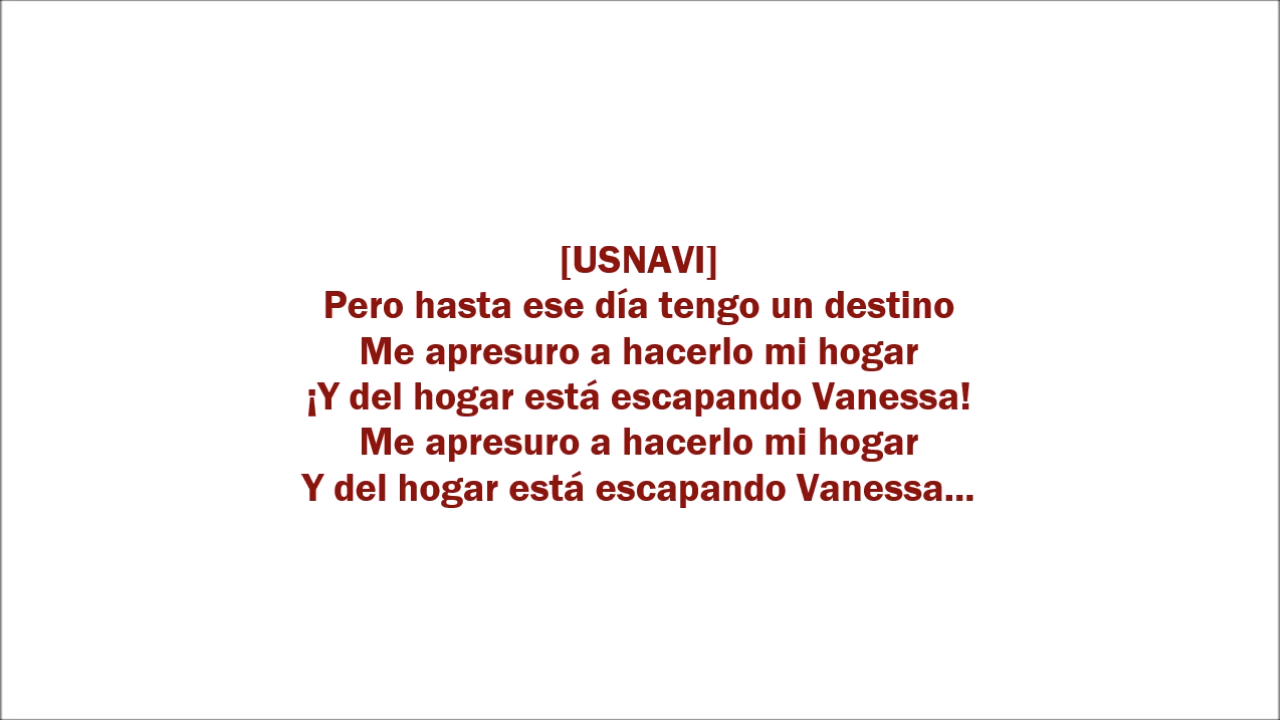 [USNAVI]
Pero hasta ese día tengo un destino
Me apresuro a hacerlo mi hogar
¡Y del hogar está escapando Vanessa!
Me apresuro a hacerlo mi hogar
Y del hogar está escapando Vanessa...